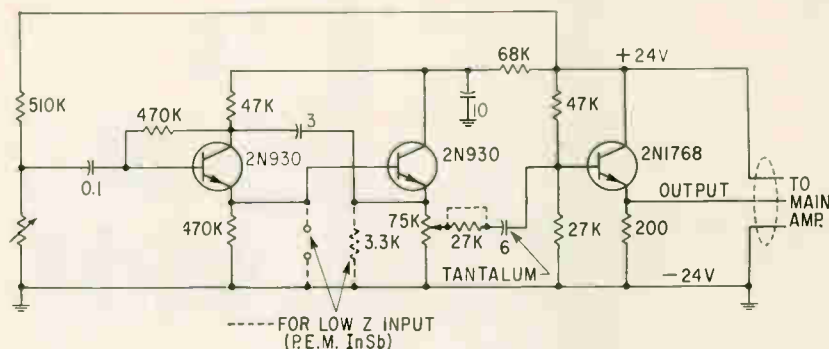 68K
+24V
510K
470K
47K
3
10
47K
0.1
2N930
2N930
2N1768
OUTPUT
TO
MAIN
AMP.
470K
3.3K
75K
27K
6
27K
200
TANTALUM
-24V
FOR LOW Z INPUT
(P.E.M. InSb)